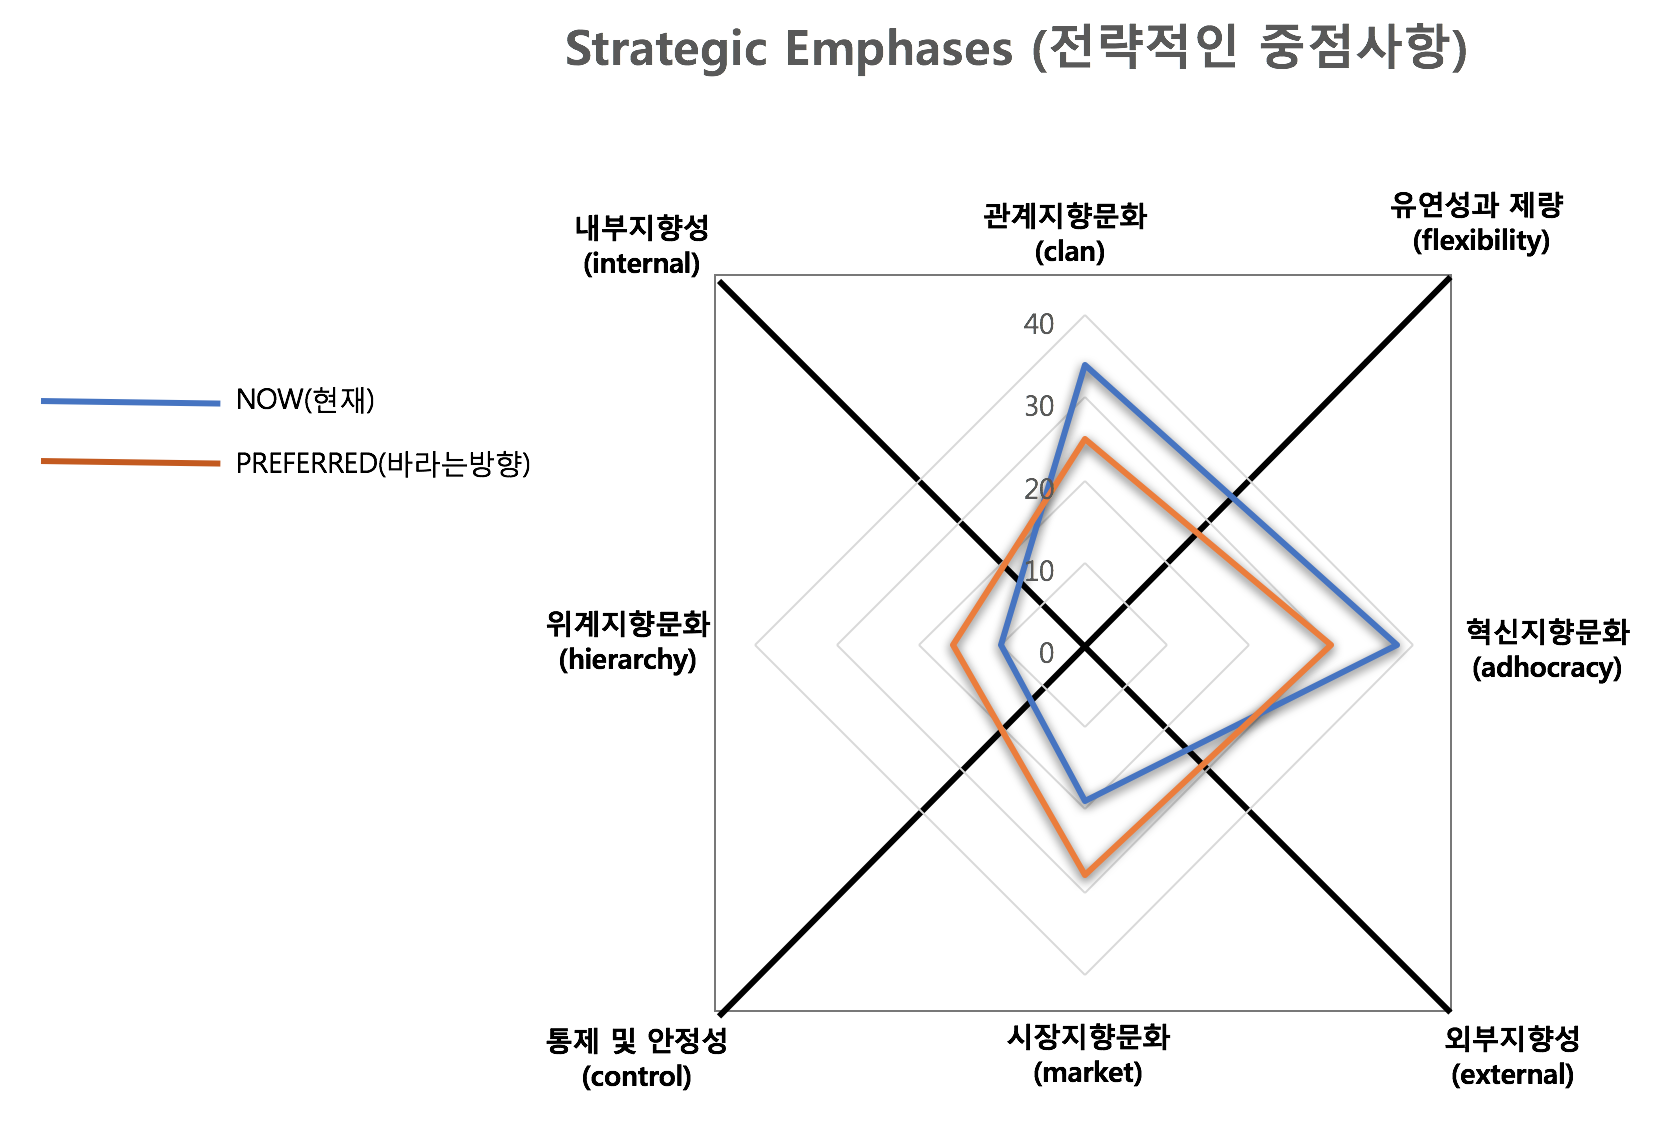 Strategic Emphases (전략적인 중점사항)
내부지향성
(internal)
관계지향문화
(clan)
유연성과 제량
(flexibility)
NOW(현재)
PREFERRED(바라는방향)
40
30
20
10
0
위계지향문화
(hierarchy)
혁신지향문화
(adhocracy)
통제 및 안정성
(control)
시장지향문화
(market)
외부지향성
(external)